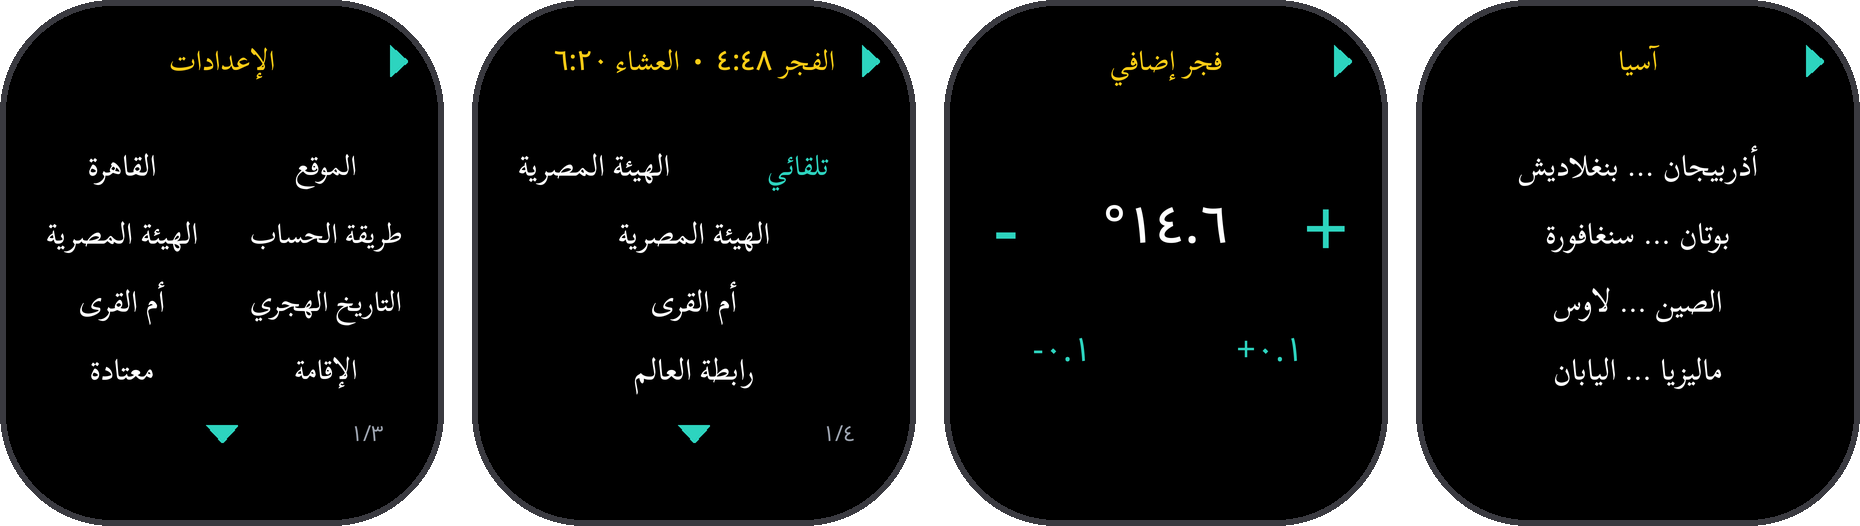 الإعدادات
الموقع القاهرة
طريقة الحساب الهيئة المصرية
التاريخ الهجري أم القرى
الإقامة معتادة
١/٣
الفجر ٤:٤٨ • العشاء ٦:٢٠
تلقائي الهيئة المصرية
الهيئة المصرية
أم القرى
رابطة العالم
١/٤
فجر إضافي
+ ١٤.٦° -
+٠.١ -٠.١
آسيا
أذربيجان ... بنغلاديش
بوتان ... سنغافورة
الصين ... لاوس
ماليزيا ... اليابان